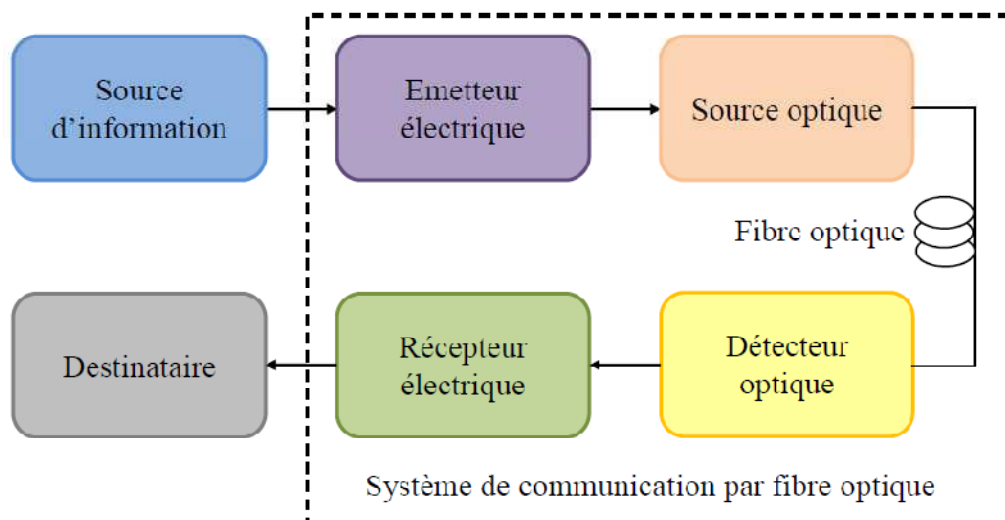 Source
d'information
Emetteur
électrique
Source optique
Fibre optique
Destinataire
Récepteur
électrique
Détecteur
optique
Système de communication par fibre optique